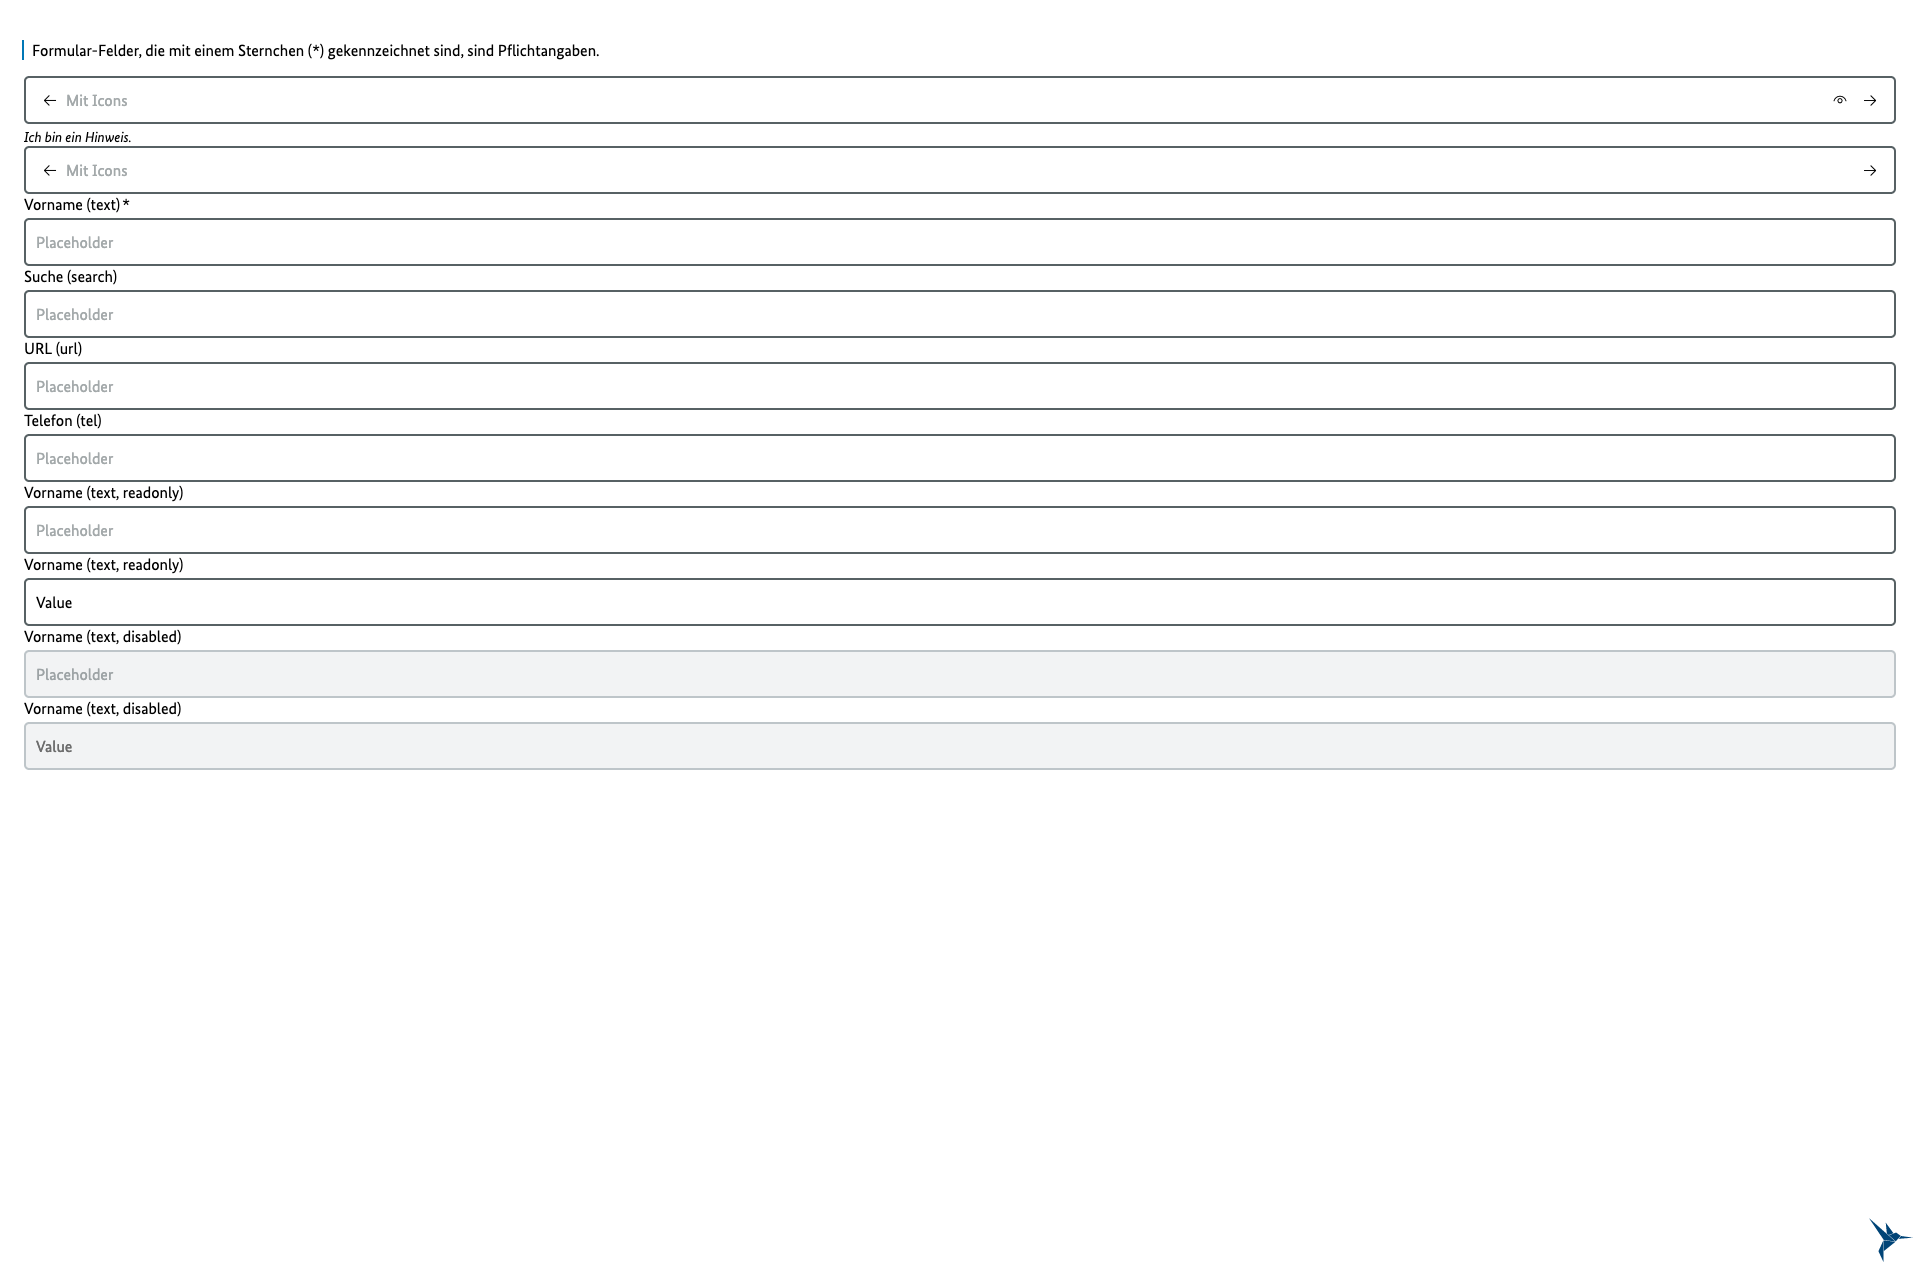 Formular-Felder, die mit einem Sternchen (*) gekennzeichnet sind, sind Pflichtangaben.
Mit Icons
Ich bin ein Hinweis.
Mit Icons
Vorname (text) *
Placeholder
Suche (search)
Placeholder
URL (url)
Placeholder
Telefon (tel)
Placeholder
Vorname (text, readonly)
Placeholder
Vorname (text, readonly)
Value
Vorname (text, disabled)
Placeholder
Vorname (text, disabled)
Value